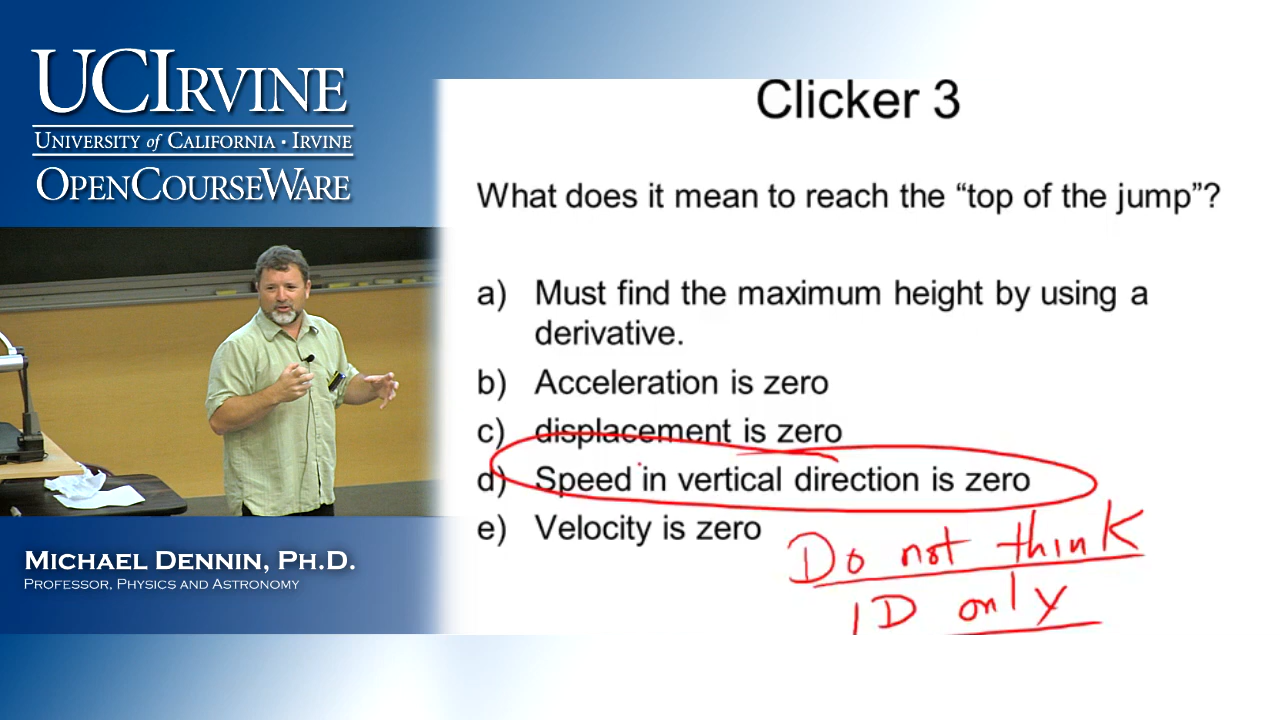 UCIRVINE
UNIVERSITY of CALIFORNIA · IRVINE
OPENCOURSEWARE
MICHAEL DENNIN, PH.D.
PROFESSOR, PHYSICS AND ASTRONOMY
Clicker 3
What does it mean to reach the “top of the jump”?
a) Must find the maximum height by using a
derivative.
b) Acceleration is zero
c) displacement is zero
d) Speed in vertical direction is zero
e) Velocity is zero
Do not think
1D only